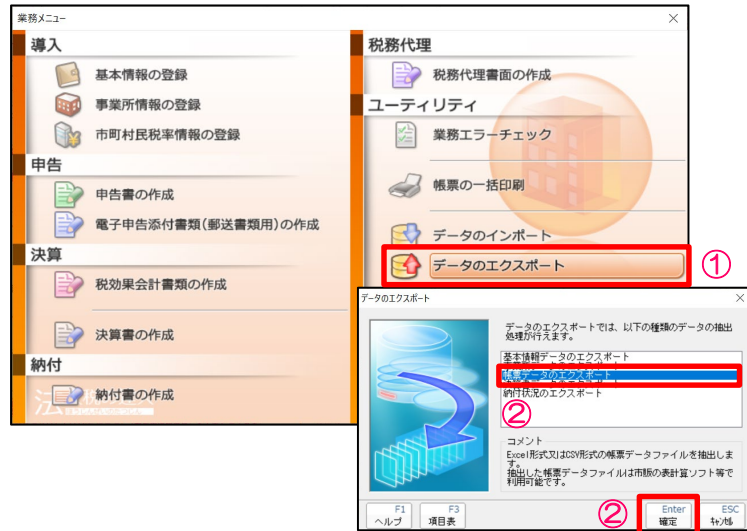 業務メニュー
導入
基本情報の登録
事業所情報の登録
市町村民税率情報の登録
申告
申告書の作成
電子申告添付書類(郵送書類用)の作成
決算
税効果会計書類の作成
決算書の作成
納付
納付書の作成
税務代理
税務代理書面の作成
ユーティリティ
業務エラーチェック
帳票の一括印刷
データのインポート
データのエクスポート
①
データのエクスポート
データのエクスポートでは、以下の種類のデータの抽出
処理が行えます。
基本情報データのエクスポート
帳票データのエクスポート
納付状況のエクスポート
②
コメント
Excel形式又はCSV形式の帳票データファイルを抽出しま
す。
抽出した帳票データファイルは市販の表計算ソフト等で
利用可能です。
F1
ヘルプ
F3
項目表
②
Enter
確定
ESC
ｷｬﾝｾﾙ